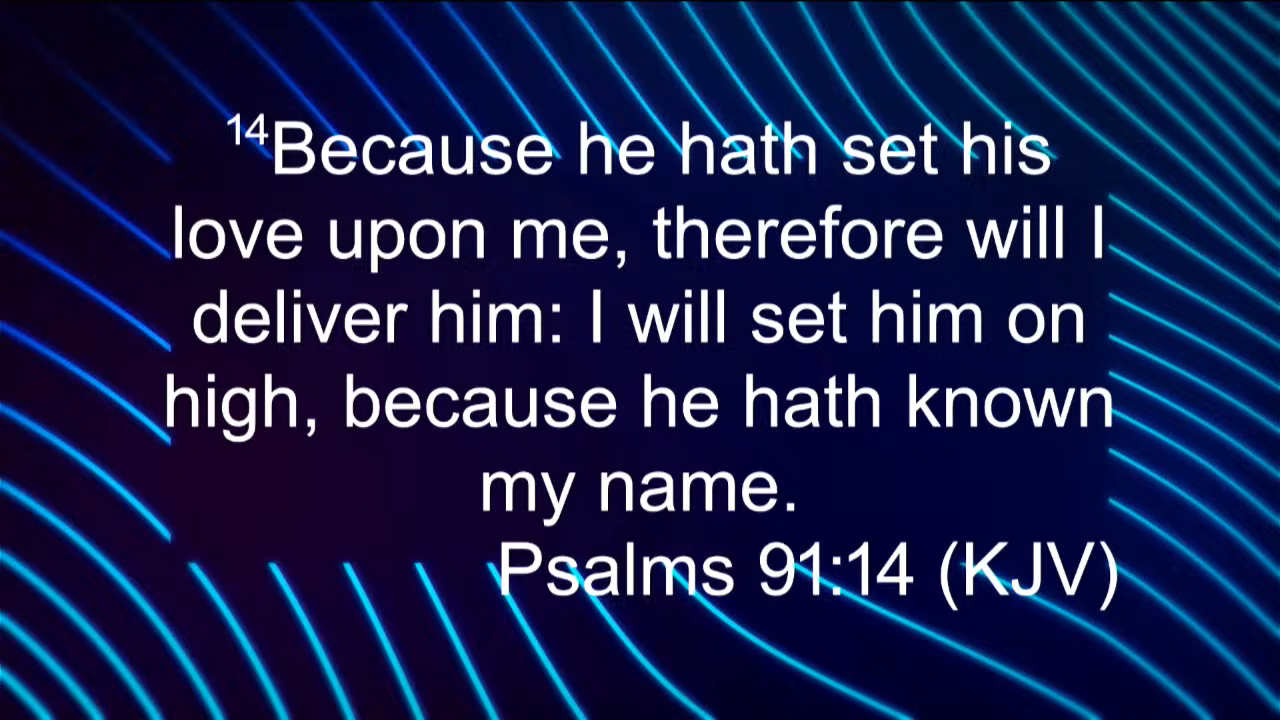 ¹⁴Because he hath set his
love upon me, therefore will I
deliver him: I will set him on
high, because he hath known
my name.
Psalms 91:14 (KJV)